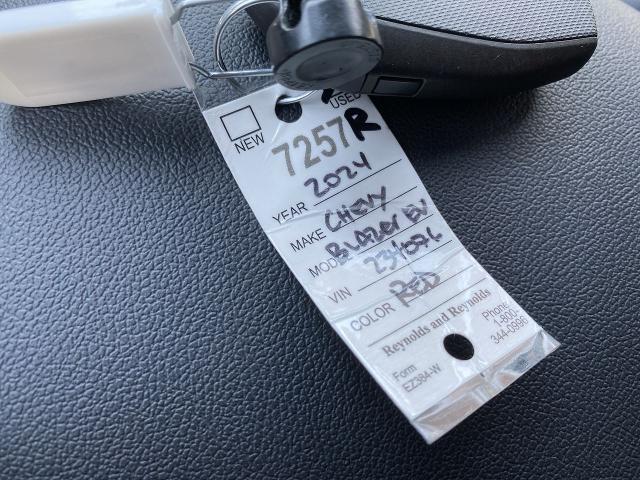 USED
NEW
7257R
YEAR 2024
MAKE CHEVY
MODEL BLAZER EV
VIN 234076
COLOR RED
Reynolds and Reynolds
Form
EZ384-W
Phone:
1-800-
344-0996